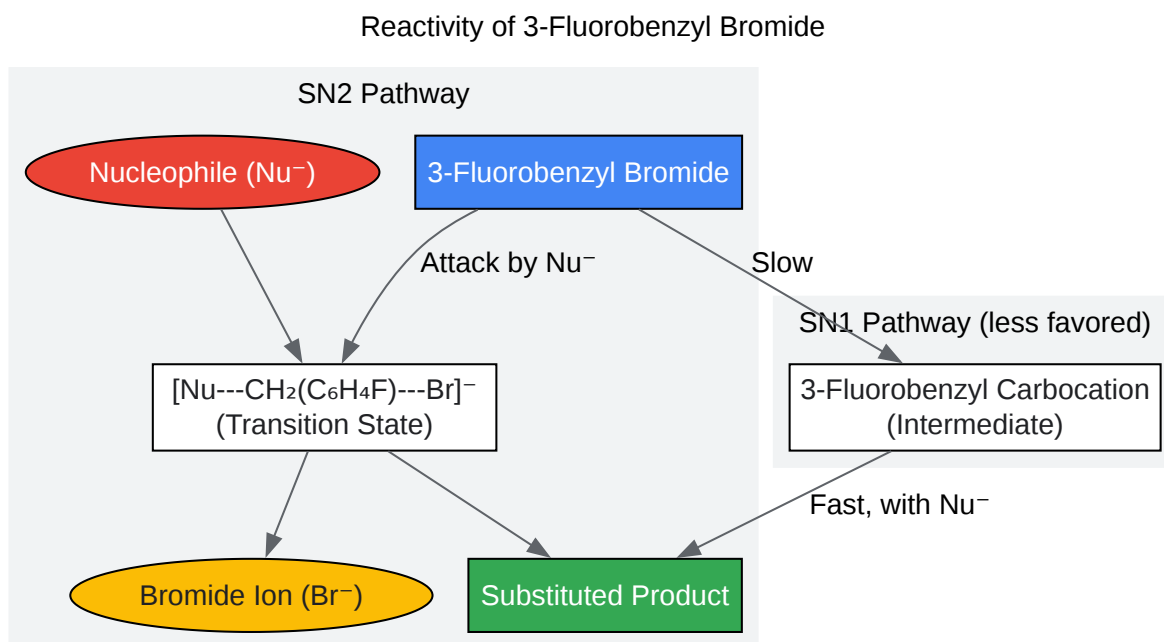 Reactivity of 3-Fluorobenzyl Bromide
SN2 Pathway
Nucleophile (Nu⁻)
3-Fluorobenzyl Bromide
Attack by Nu⁻
Slow
SN1 Pathway (less favored)
[Nu---CH₂(C₆H₄F)---Br]⁻
(Transition State)
3-Fluorobenzyl Carbocation
(Intermediate)
Fast, with Nu⁻
Bromide Ion (Br⁻)
Substituted Product